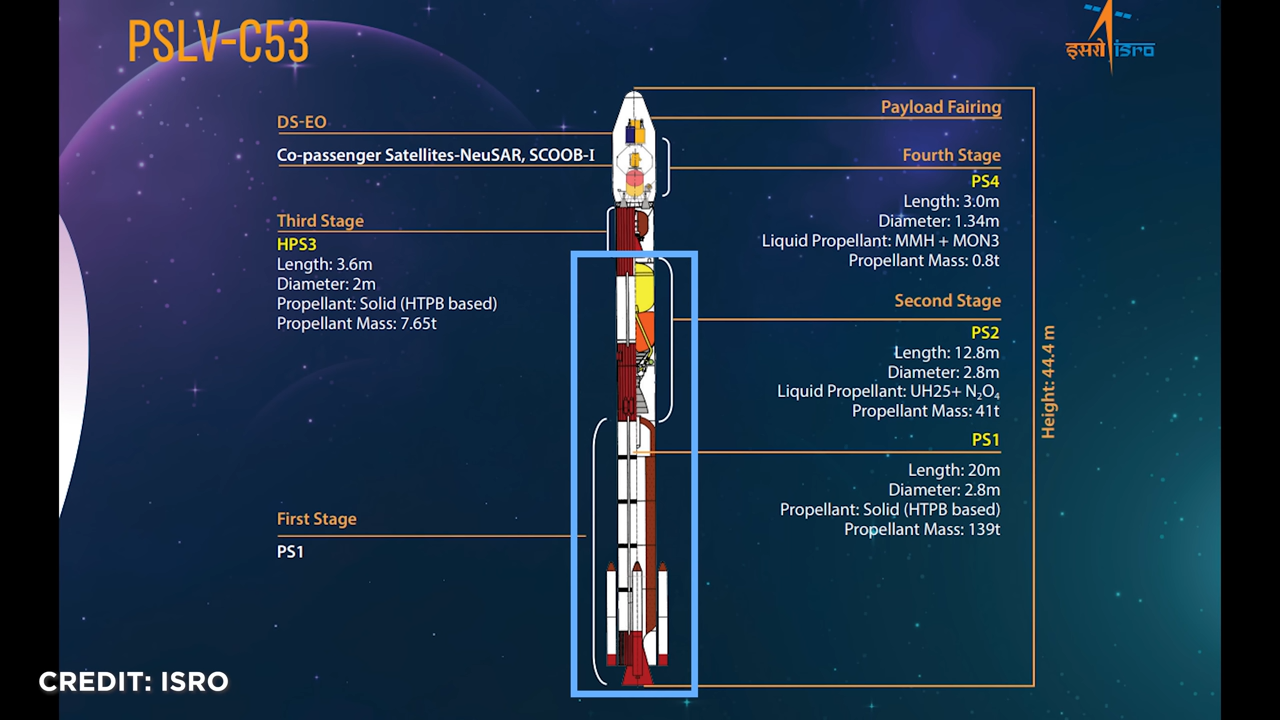 PSLV-C53
इसरो isro
DS-EO
Co-passenger Satellites-NeuSAR, SCOOB-I
Third Stage
HPS3
Length: 3.6m
Diameter: 2m
Propellant: Solid (HTPB based)
Propellant Mass: 7.65t
First Stage
PS1
Payload Fairing
Fourth Stage
PS4
Length: 3.0m
Diameter: 1.34m
Liquid Propellant: MMH + MON3
Propellant Mass: 0.8t
Second Stage
PS2
Length: 12.8m
Diameter: 2.8m
Liquid Propellant: UH25+ N₂O₄
Propellant Mass: 41t
PS1
Length: 20m
Diameter: 2.8m
Propellant: Solid (HTPB based)
Propellant Mass: 139t
Height: 44.4 m
CREDIT: ISRO